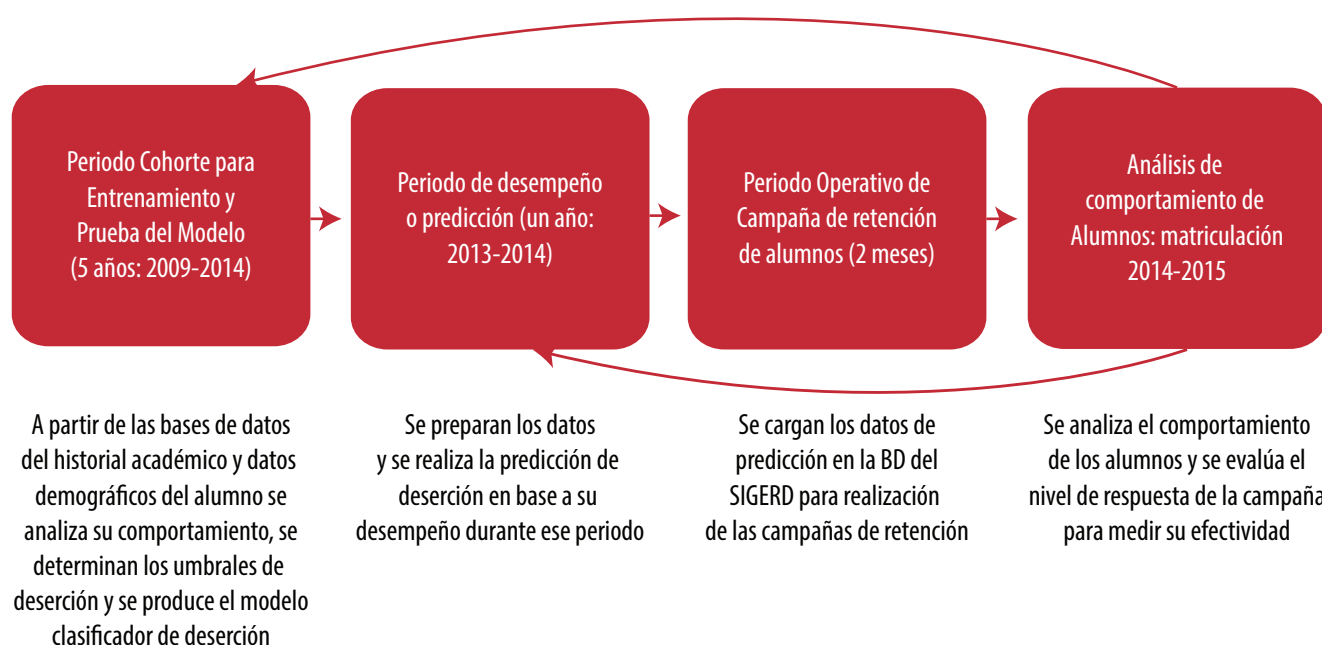 Periodo Cohorte para
Entrenamiento y
Prueba del Modelo
(5 años: 2009-2014)
Periodo de desempeño
o predicción (un año:
2013-2014)
Periodo Operativo de
Campaña de retención
de alumnos (2 meses)
Análisis de
comportamiento de
Alumnos: matriculación
2014-2015
A partir de las bases de datos
del historial académico y datos
demográficos del alumno se
analiza su comportamiento, se
determinan los umbrales de
deserción y se produce el modelo
clasificador de deserción
Se preparan los datos
y se realiza la predicción de
deserción en base a su
desempeño durante ese periodo
Se cargan los datos de
predicción en la BD del
SIGERD para realización
de las campañas de retención
Se analiza el comportamiento
de los alumnos y se evalúa el
nivel de respuesta de la campaña
para medir su efectividad